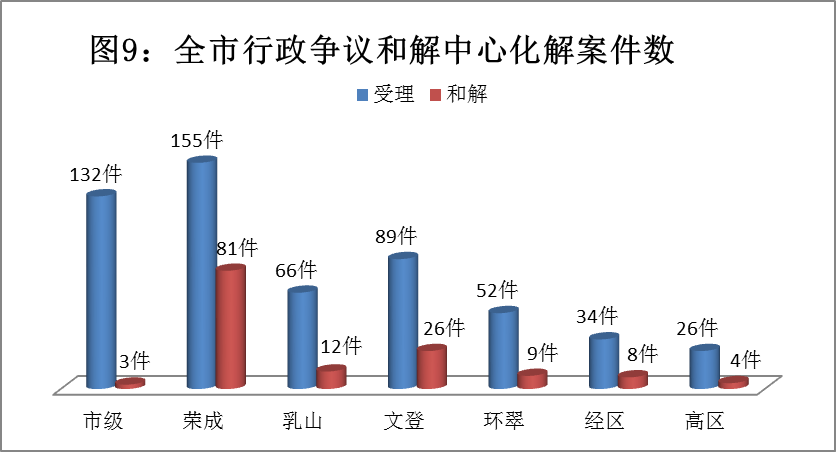 图9：全市行政争议和解中心化解案件数
受理 和解
155件
132件
89件
81件
66件
52件
34件
26件
26件
12件
9件
8件
4件
3件
市级 荣成 乳山 文登 环翠 经区 高区